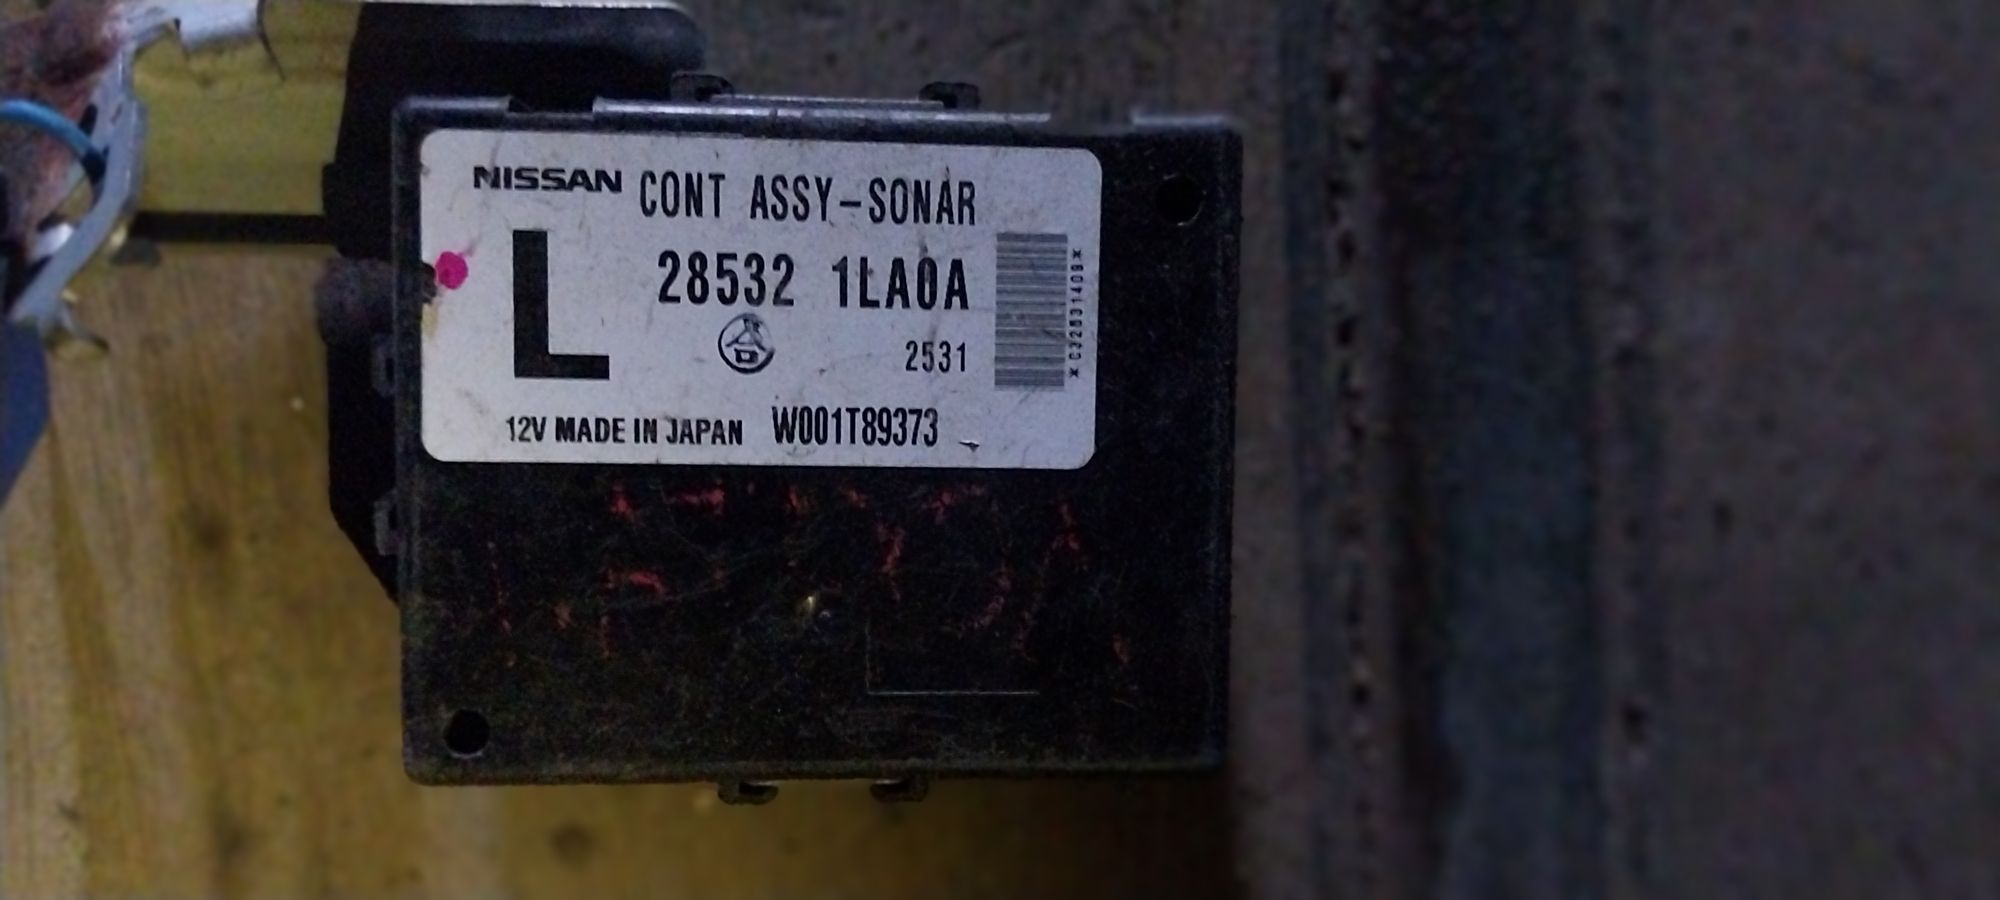 NISSAN CONT ASSY-SONAR
L
28532 1LA0A
2531
12V MADE IN JAPAN W001T89373